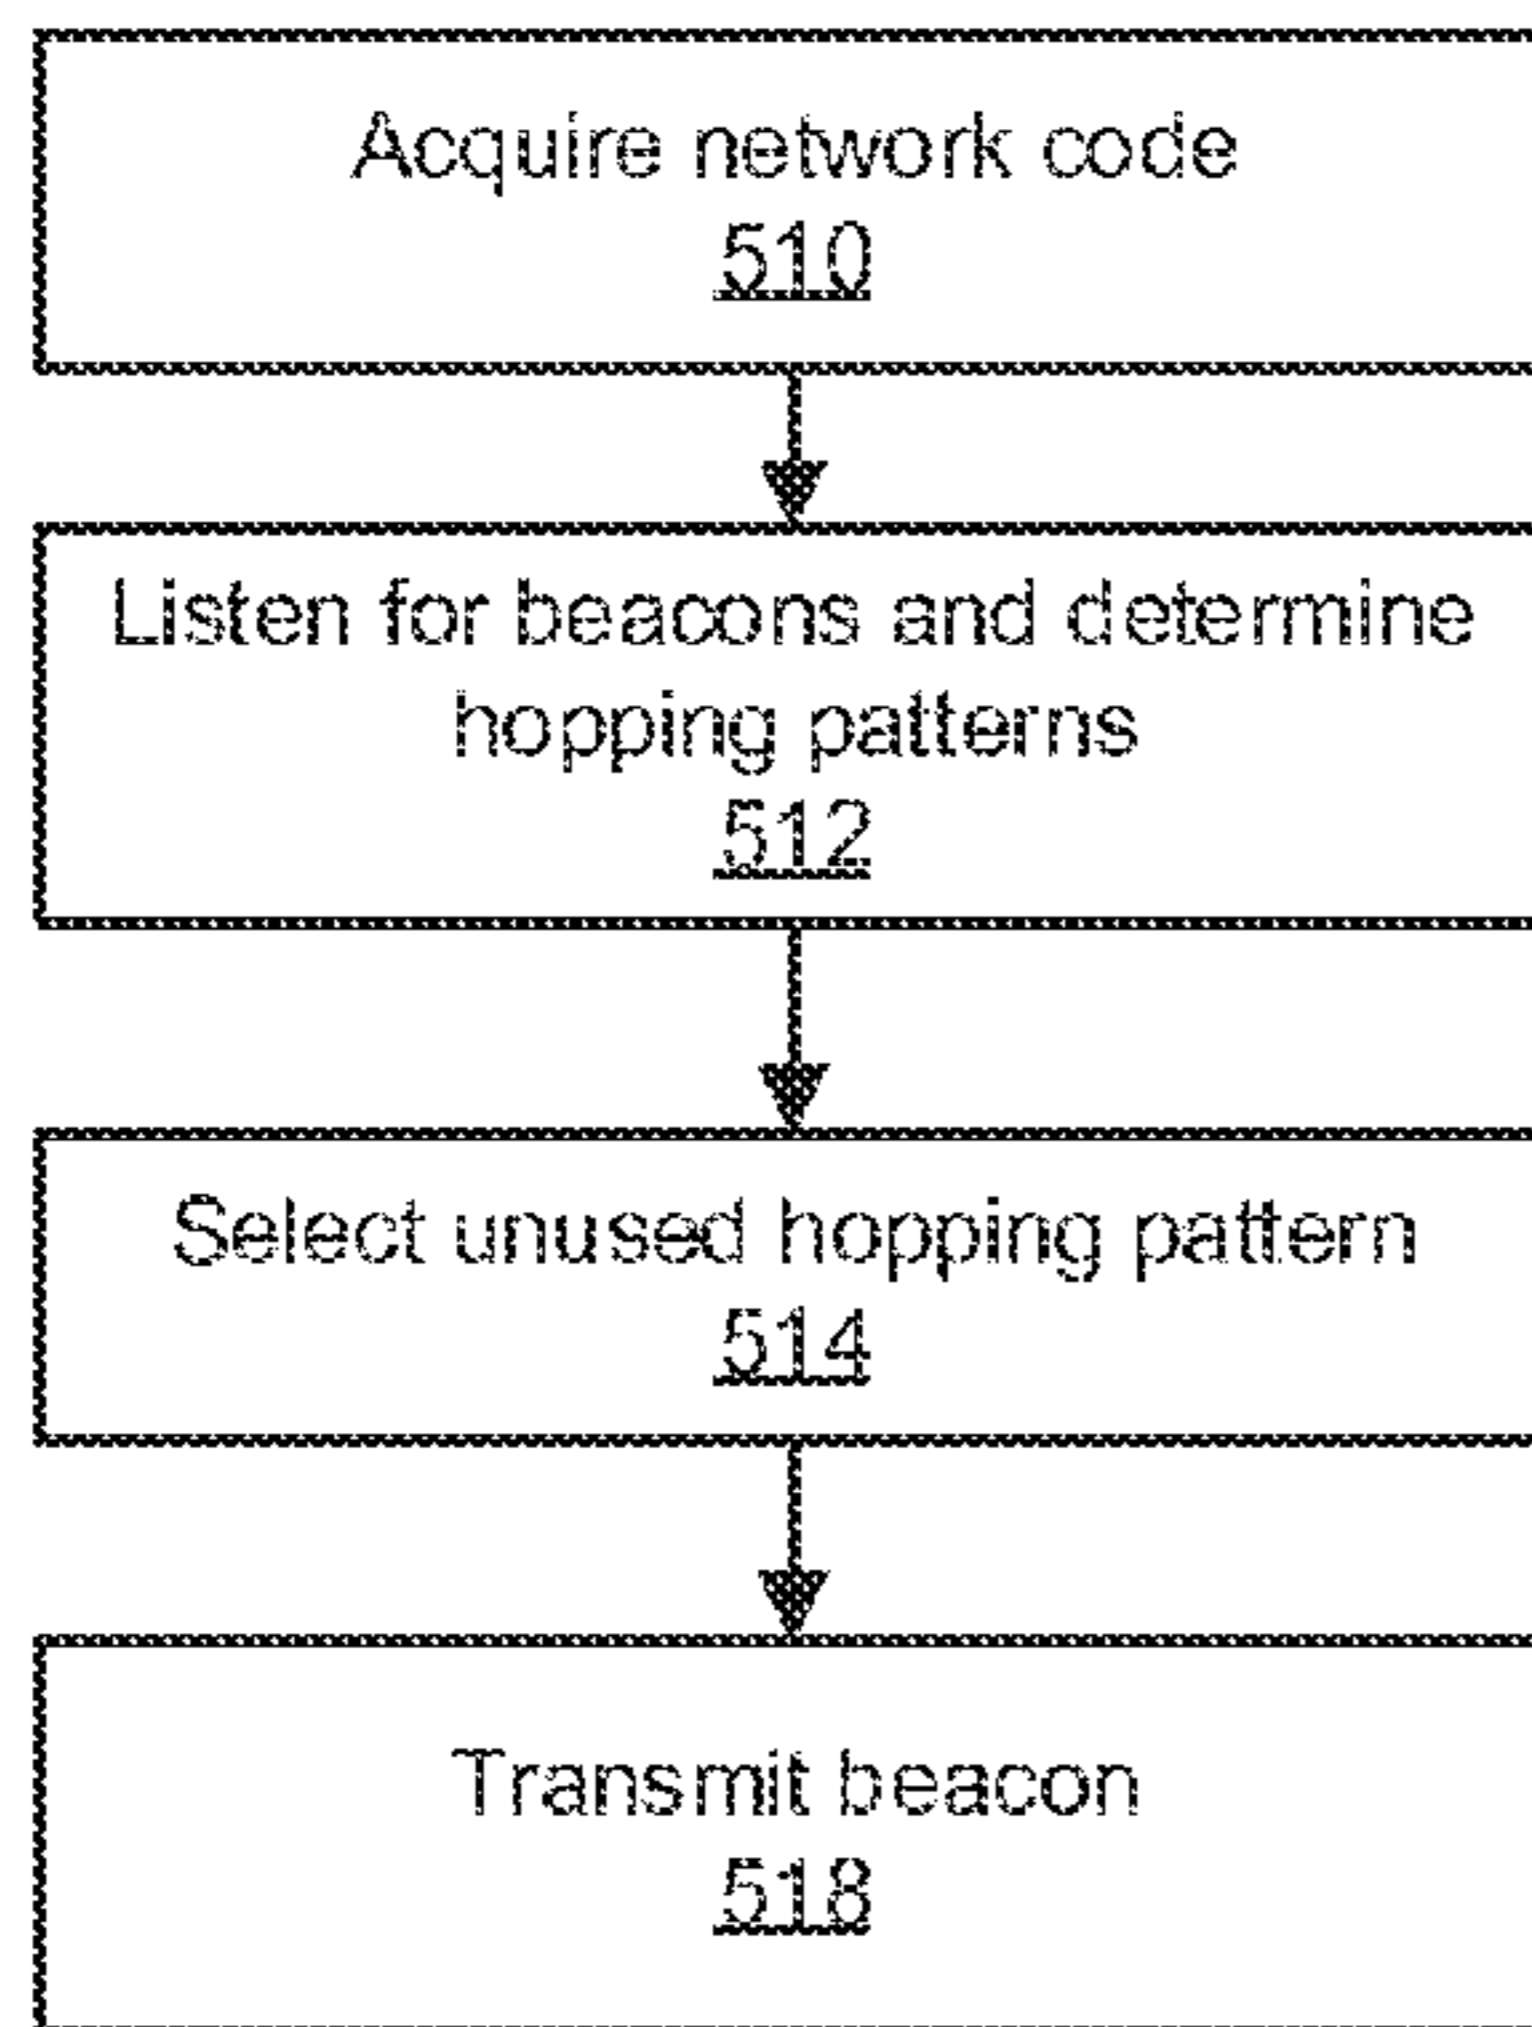 Acquire network code
510
Listen for beacons and determine
hopping patterns
512
Select unused hopping pattern
514
Transmit beacon
518